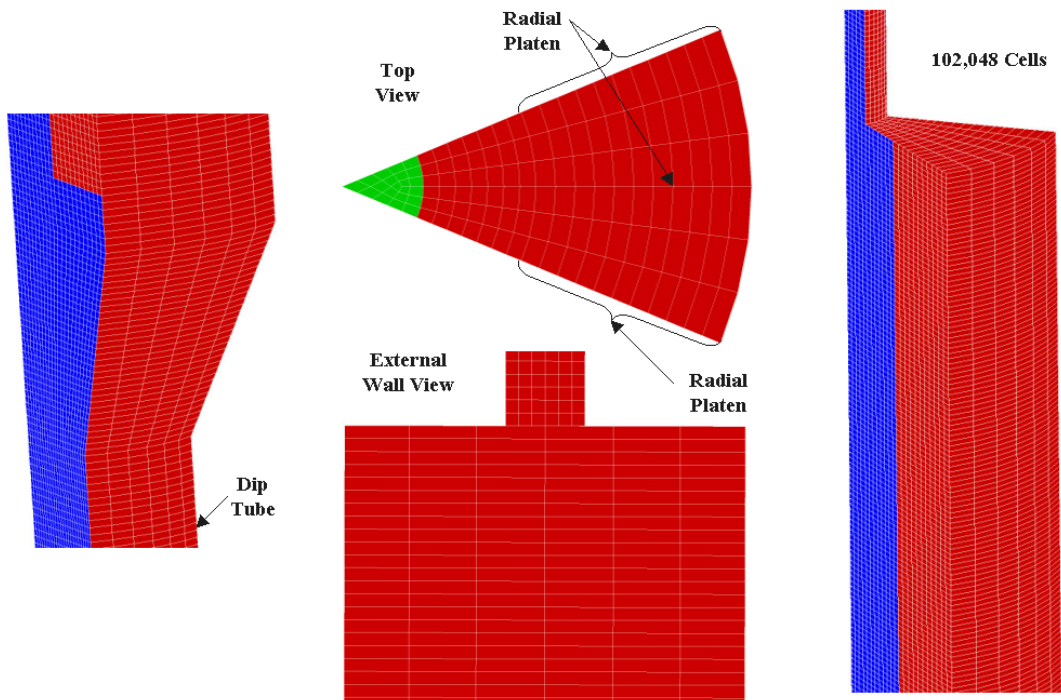 Radial
Platen
Top
View
102,048 Cells
External
Wall View
Radial
Platen
Dip
Tube